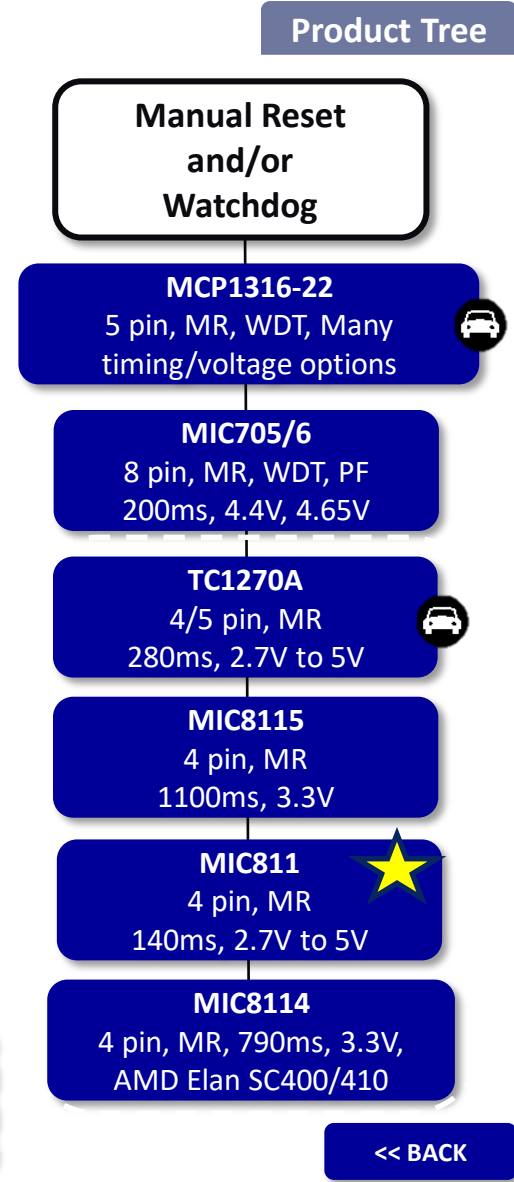 Product Tree
Manual Reset
and/or
Watchdog
MCP1316-22
5 pin, MR, WDT, Many
timing/voltage options
MIC705/6
8 pin, MR, WDT, PF
200ms, 4.4V, 4.65V
TC1270A
4/5 pin, MR
280ms, 2.7V to 5V
MIC8115
4 pin, MR
1100ms, 3.3V
MIC811
4 pin, MR
140ms, 2.7V to 5V
MIC8114
4 pin, MR, 790ms, 3.3V,
AMD Elan SC400/410
<< BACK